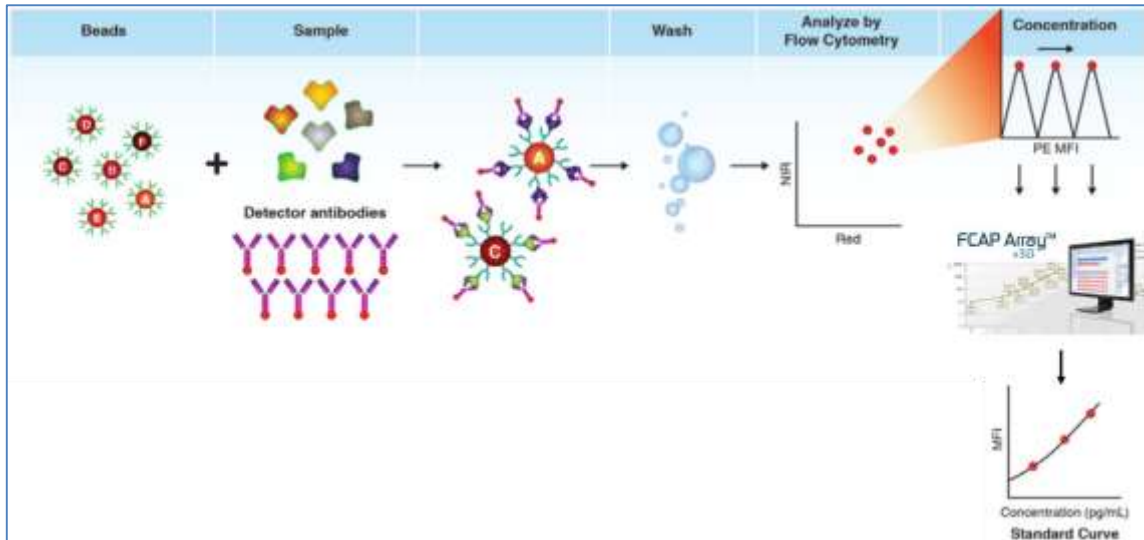 Beads
Sample
Wash
Analyze by
Flow Cytometry
Concentration
D
F
B
A
A
C
Detector antibodies
NIR
Red
PE MFI
FCAP Array™
MFI
Concentration (pg/mL)
Standard Curve